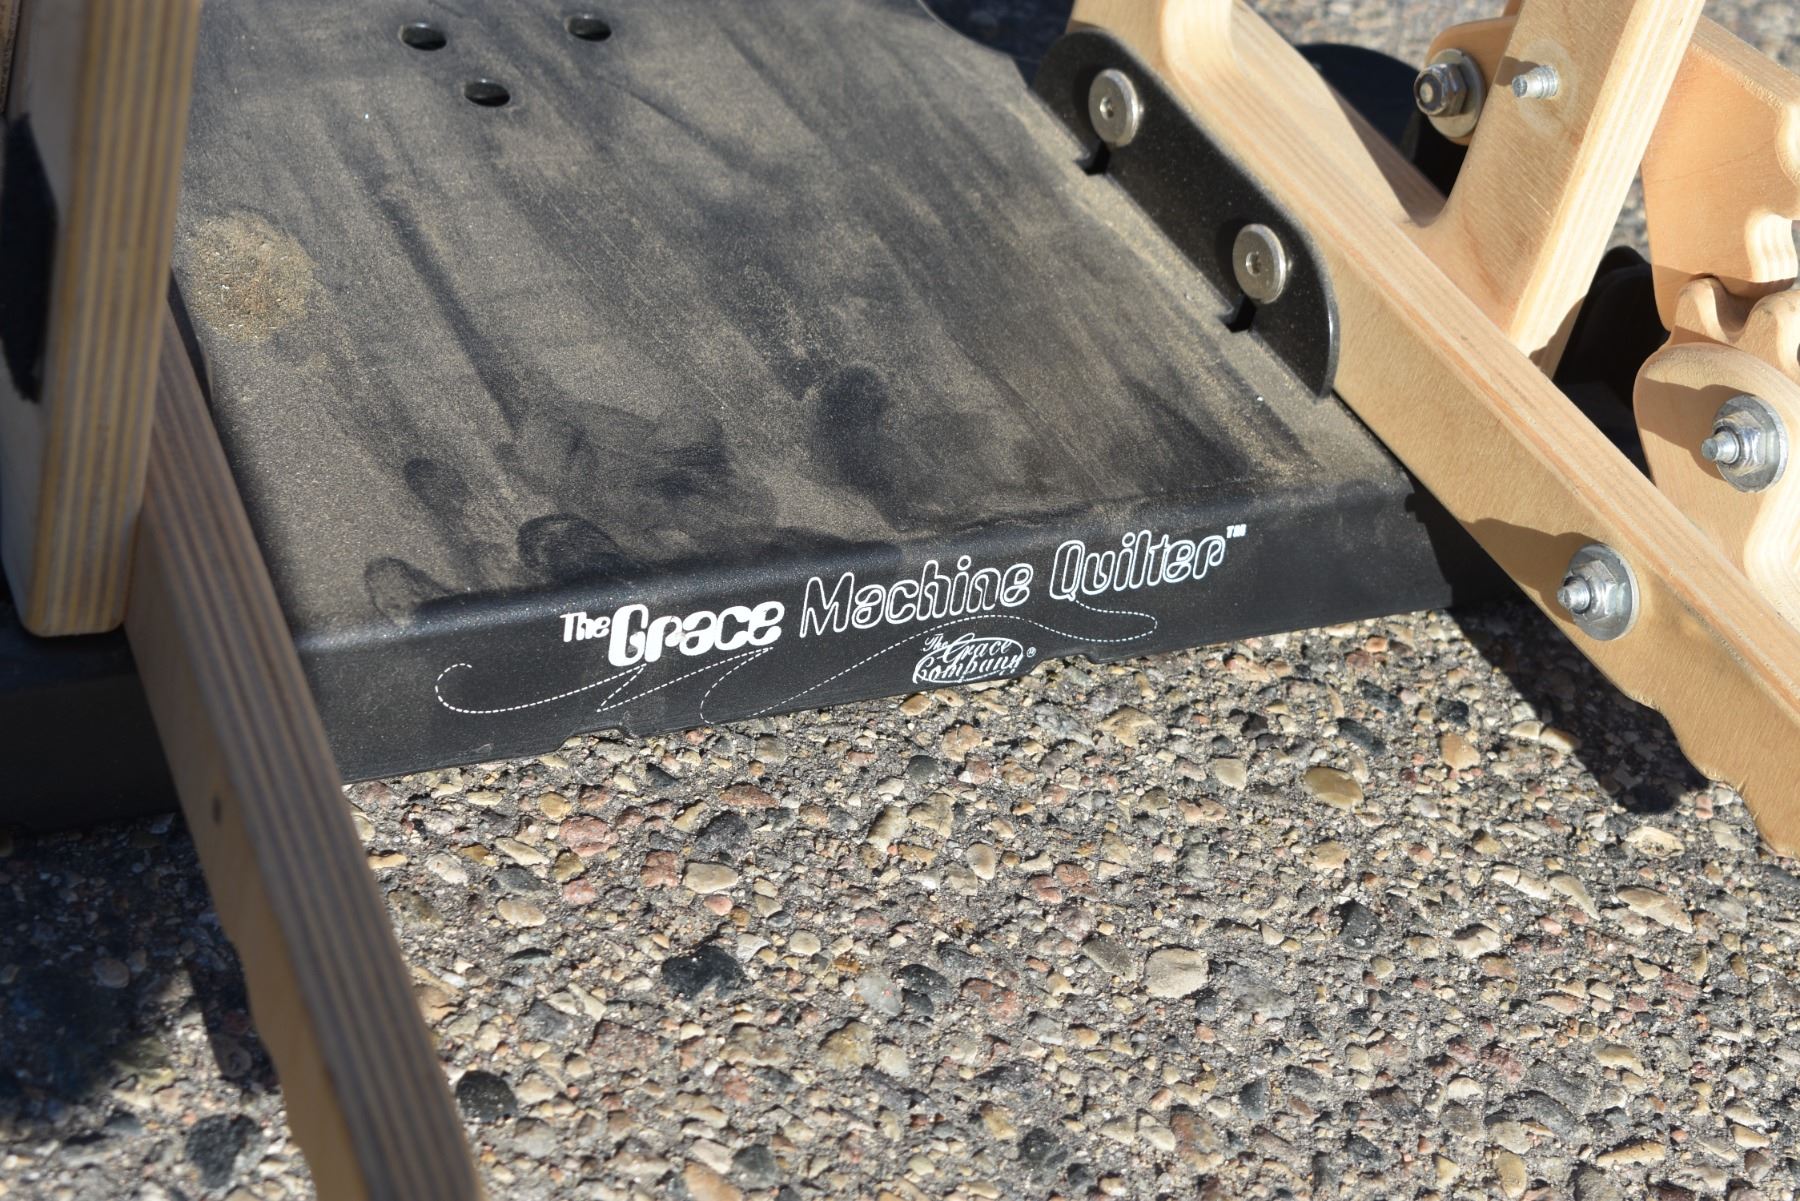 The Grace Machine Quilter™
The Grace
Company®